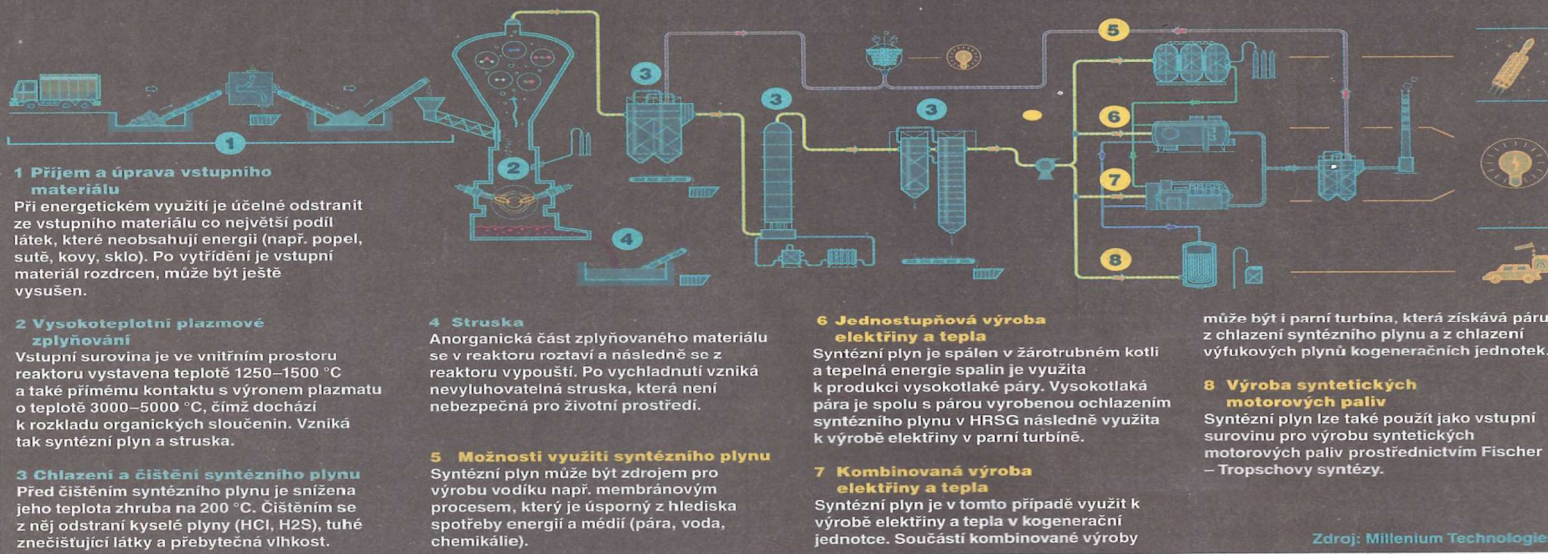 5
3
3
3
6
1
2
7
4
8
1 Příjem a úprava vstupního
materiálu
Při energetickém využití je účelné odstranit
ze vstupního materiálu co největší podíl
látek, které neobsahují energii (např. popel,
sutě, kovy, sklo). Po vytřídění je vstupní
materiál rozdrcen, může být ještě
vysušen.
2 Vysokoteplotní plazmové
zplyňování
Vstupní surovina je ve vnitřním prostoru
reaktoru vystavena teplotě 1250–1500 °C
a také přímému kontaktu s výronem plazmatu
o teplotě 3000–5000 °C, čímž dochází
k rozkladu organických sloučenin. Vzniká
tak syntézní plyn a struska.
3 Chlazení a čištění syntézního plynu
Před čištěním syntézního plynu je snížena
jeho teplota zhruba na 200 °C. Čištěním se
z něj odstraní kyselé plyny (HCl, H2S), tuhé
znečišťující látky a přebytečná vlhkost.
4 Struska
Anorganická část zplyňovaného materiálu
se v reaktoru roztaví a následně se z
reaktoru vypouští. Po vychladnutí vzniká
nevyluhovatelná struska, která není
nebezpečná pro životní prostředí.
5 Možnosti využití syntézního plynu
Syntézní plyn může být zdrojem pro
výrobu vodíku např. membránovým
procesem, který je úsporný z hlediska
spotřeby energií a médií (pára, voda,
chemikálie).
6 Jednostupňová výroba
elektřiny a tepla
Syntézní plyn je spálen v žárotrubném kotli
a tepelná energie spalin je využita
k produkci vysokotlaké páry. Vysokotlaká
pára je spolu s párou vyrobenou ochlazením
syntézního plynu v HRSG následně využita
k výrobě elektřiny v parní turbíně.
7 Kombinovaná výroba
elektřiny a tepla
Syntézní plyn je v tomto případě využit k
výrobě elektřiny a tepla v kogenerační
jednotce. Součástí kombinované výroby
může být i parní turbína, která získává páru
z chlazení syntézního plynu a z chlazení
výfukových plynů kogeneračních jednotek.
8 Výroba syntetických
motorových paliv
Syntézní plyn lze také použít jako vstupní
surovinu pro výrobu syntetických
motorových paliv prostřednictvím Fischer
– Tropschovy syntézy.
Zdroj: Millenium Technologie